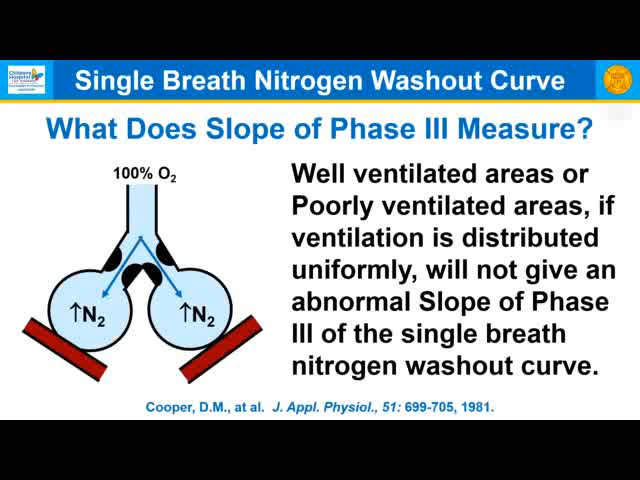 Childrens
Hospital
Single Breath Nitrogen Washout Curve
What Does Slope of Phase III Measure?
100% O₂
↑N₂
↑N₂
Well ventilated areas or
Poorly ventilated areas, if
ventilation is distributed
uniformly, will not give an
abnormal Slope of Phase
III of the single breath
nitrogen washout curve.
Cooper, D.M., at al. J. Appl. Physiol., 51: 699-705, 1981.